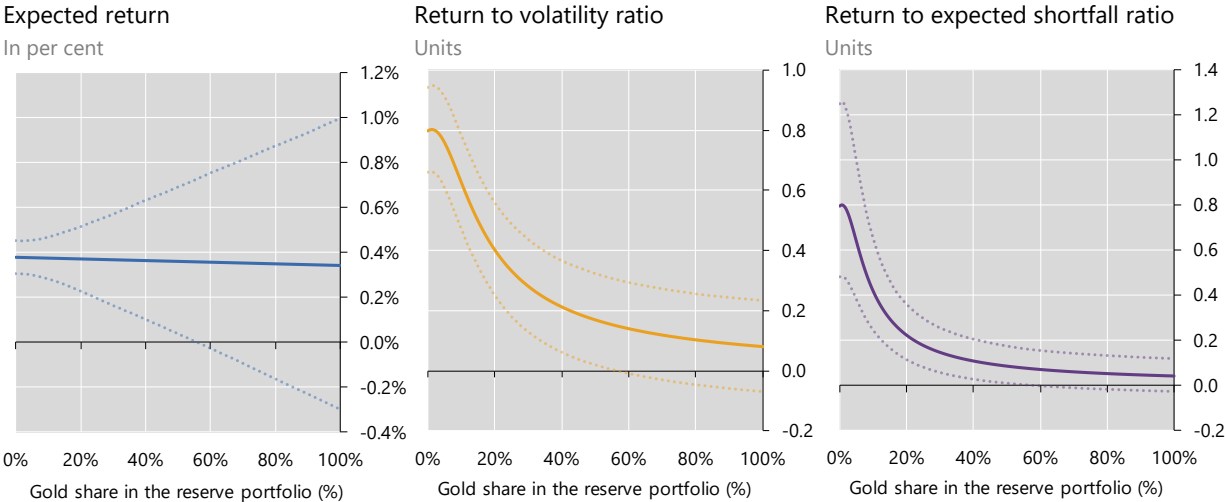 Expected return
In per cent
1.2%
1.0%
0.8%
0.6%
0.4%
0.2%
0.0%
-0.2%
-0.4%
0% 20% 40% 60% 80% 100%
Gold share in the reserve portfolio (%)
Return to volatility ratio
Units
1.0
0.8
0.6
0.4
0.2
0.0
-0.2
0% 20% 40% 60% 80% 100%
Gold share in the reserve portfolio (%)
Return to expected shortfall ratio
Units
1.4
1.2
1.0
0.8
0.6
0.4
0.2
0.0
-0.2
0% 20% 40% 60% 80% 100%
Gold share in the reserve portfolio (%)